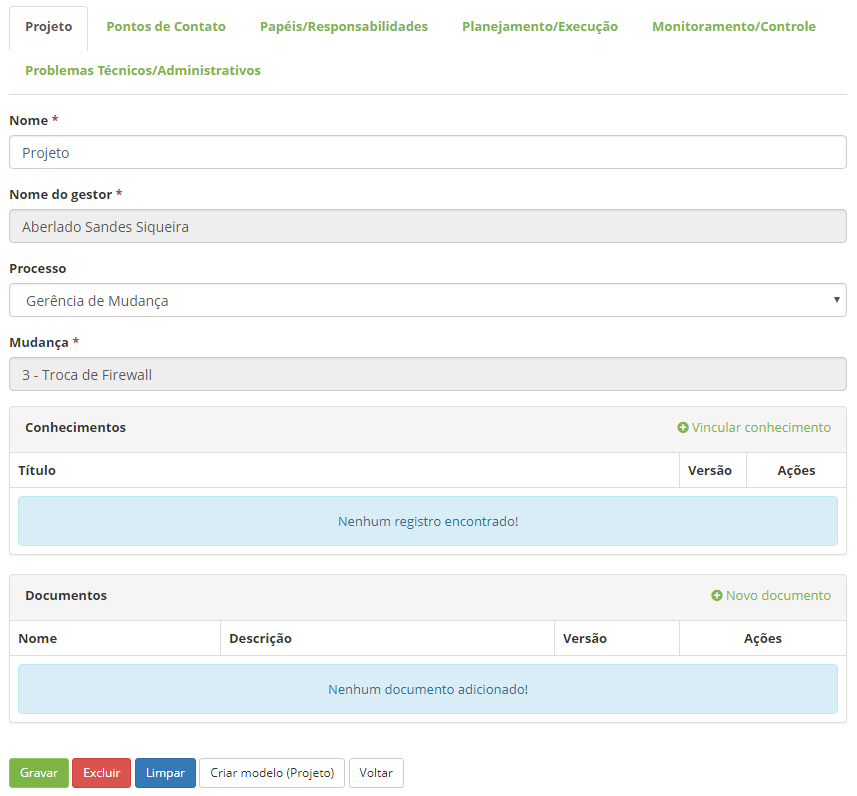 Projeto Pontos de Contato Papéis/Responsabilidades Planejamento/Execução Monitoramento/Controle
Problemas Técnicos/Administrativos
Nome *
Projeto
Nome do gestor *
Aberlado Sandes Siqueira
Processo
Gerência de Mudança
Mudança *
3 - Troca de Firewall
Conhecimentos Vincular conhecimento
Título Versão Ações
Nenhum registro encontrado!
Documentos Novo documento
Nome Descrição Versão Ações
Nenhum documento adicionado!
Gravar Excluir Limpar Criar modelo (Projeto) Voltar